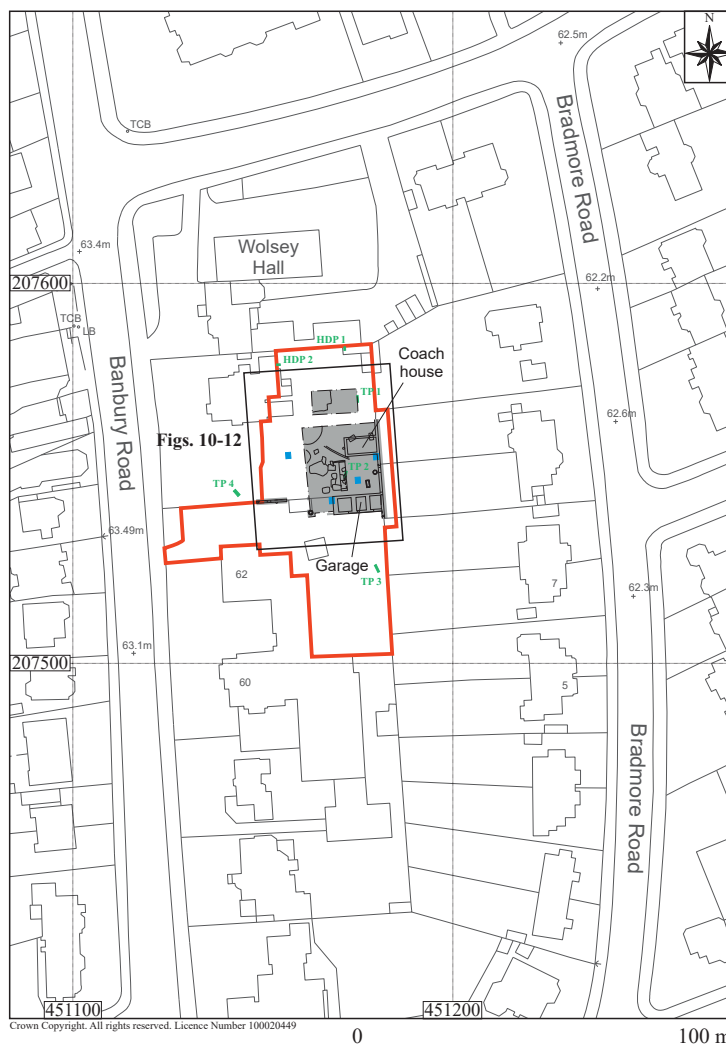 N
62.5m
TCB
Bradmore Road
63.4m
Wolsey
Hall
62.2m
207600
TCB
LB
HDP 1
HDP 2
Coach
house
Banbury Road
TP 1
62.6m
Figs. 10-12
TP 2
TP 4
63.49m
Garage
62
TP 3
7
62.3m
63.1m
207500
60
5
Bradmore Road
451100
451200
Crown Copyright. All rights reserved. Licence Number 100020449
0
100 m